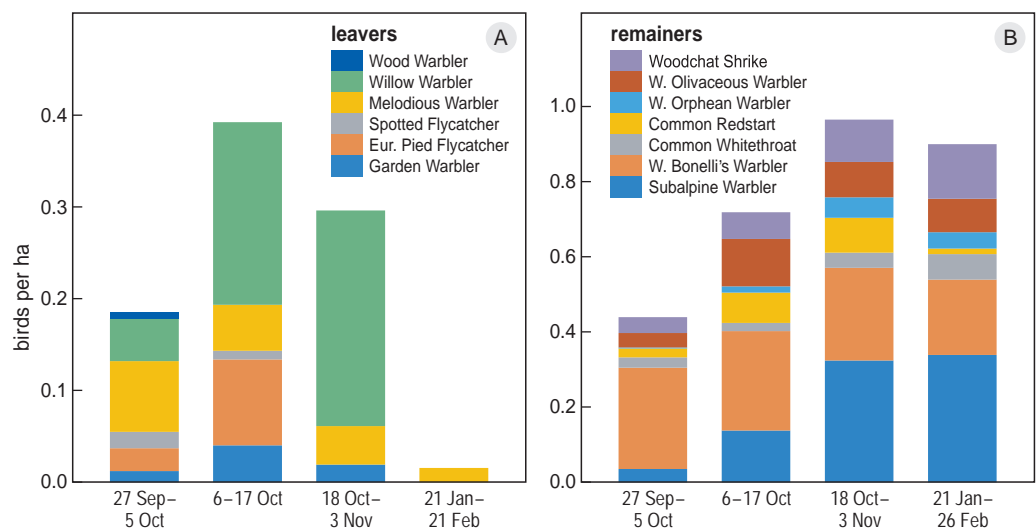 leavers
A
Wood Warbler
Willow Warbler
Melodious Warbler
Spotted Flycatcher
Eur. Pied Flycatcher
Garden Warbler
birds per ha
0.4
0.3
0.2
0.1
0.0
27 Sep–
5 Oct
6–17 Oct
18 Oct–
3 Nov
21 Jan–
21 Feb
remainers
B
Woodchat Shrike
W. Olivaceous Warbler
W. Orphean Warbler
Common Redstart
Common Whitethroat
W. Bonelli's Warbler
Subalpine Warbler
1.0
0.8
0.6
0.4
0.2
0.0
27 Sep–
5 Oct
6–17 Oct
18 Oct–
3 Nov
21 Jan–
26 Feb